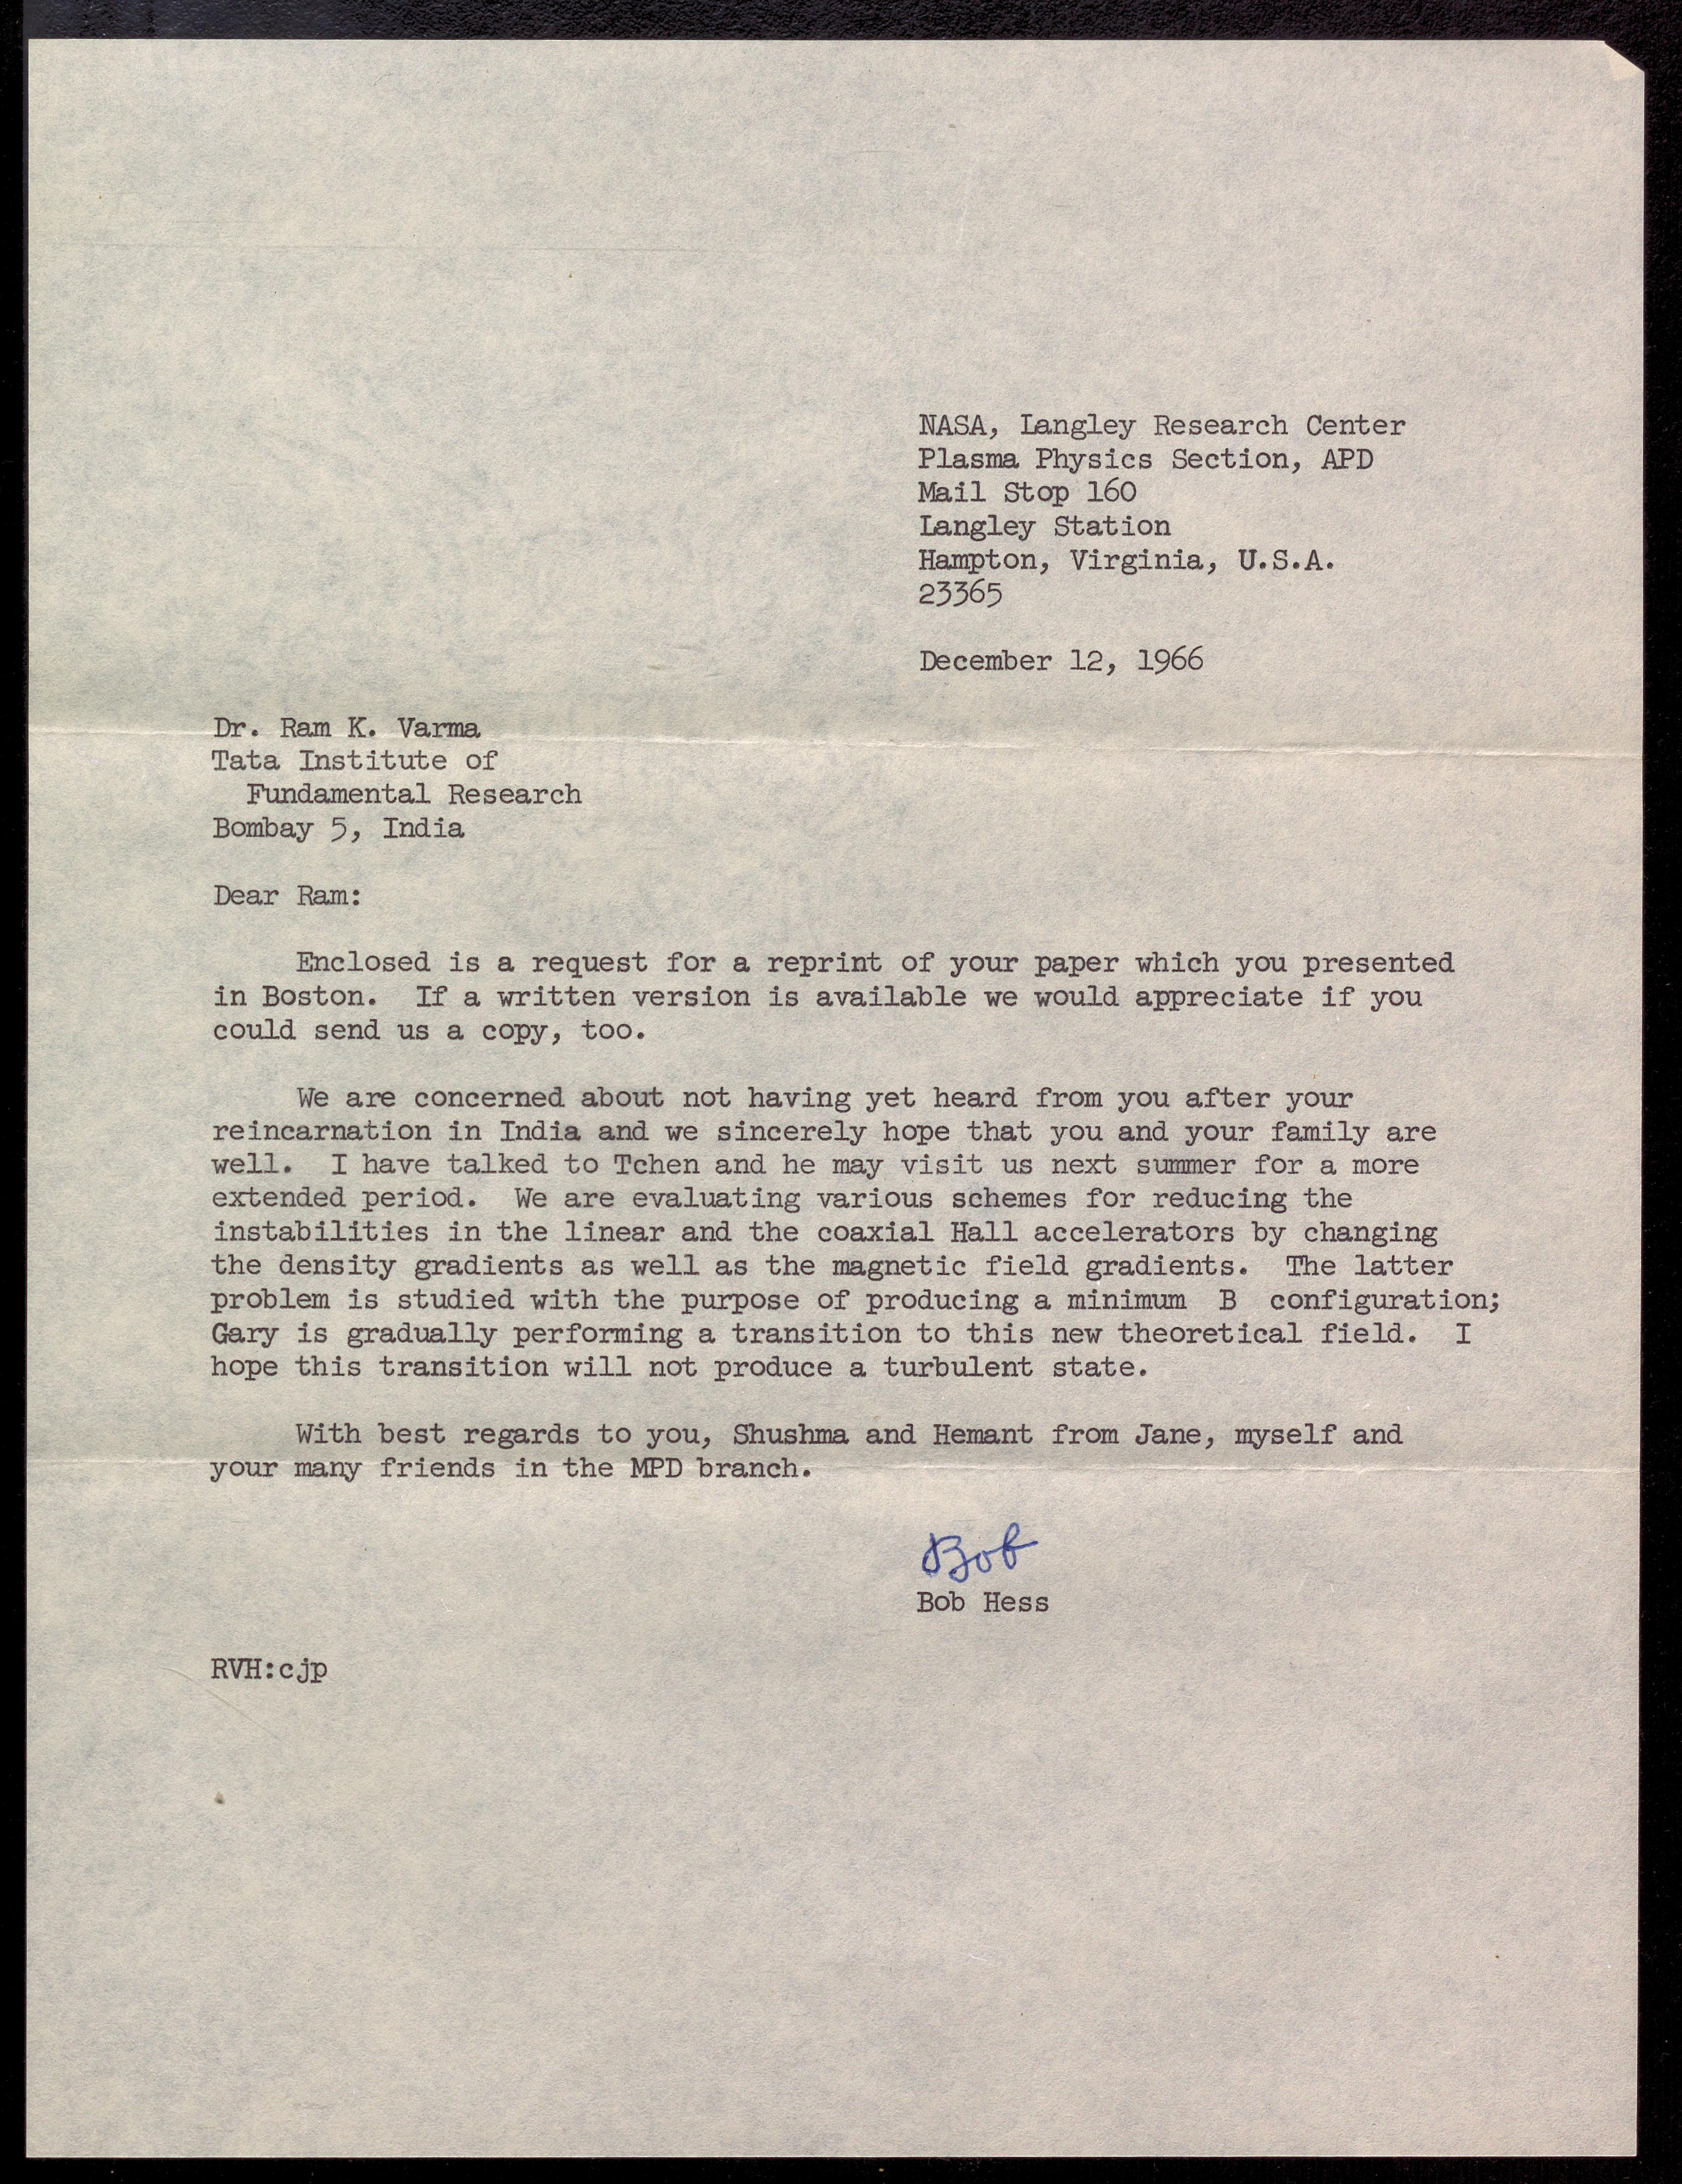 NASA, Langley Research Center
Plasma Physics Section, APD
Mail Stop 160
Langley Station
Hampton, Virginia, U.S.A.
23365
December 12, 1966
Dr. Ram K. Varma
Tata Institute of
Fundamental Research
Bombay 5, India
Dear Ram:
Enclosed is a request for a reprint of your paper which you presented
in Boston. If a written version is available we would appreciate if you
could send us a copy, too.
We are concerned about not having yet heard from you after your
reincarnation in India and we sincerely hope that you and your family are
well. I have talked to Tchen and he may visit us next summer for a more
extended period. We are evaluating various schemes for reducing the
instabilities in the linear and the coaxial Hall accelerators by changing
the density gradients as well as the magnetic field gradients. The latter
problem is studied with the purpose of producing a minimum B configuration;
Gary is gradually performing a transition to this new theoretical field. I
hope this transition will not produce a turbulent state.
With best regards to you, Shushma and Hemant from Jane, myself and
your many friends in the MPD branch.
Bob
Bob Hess
RVH:cjp